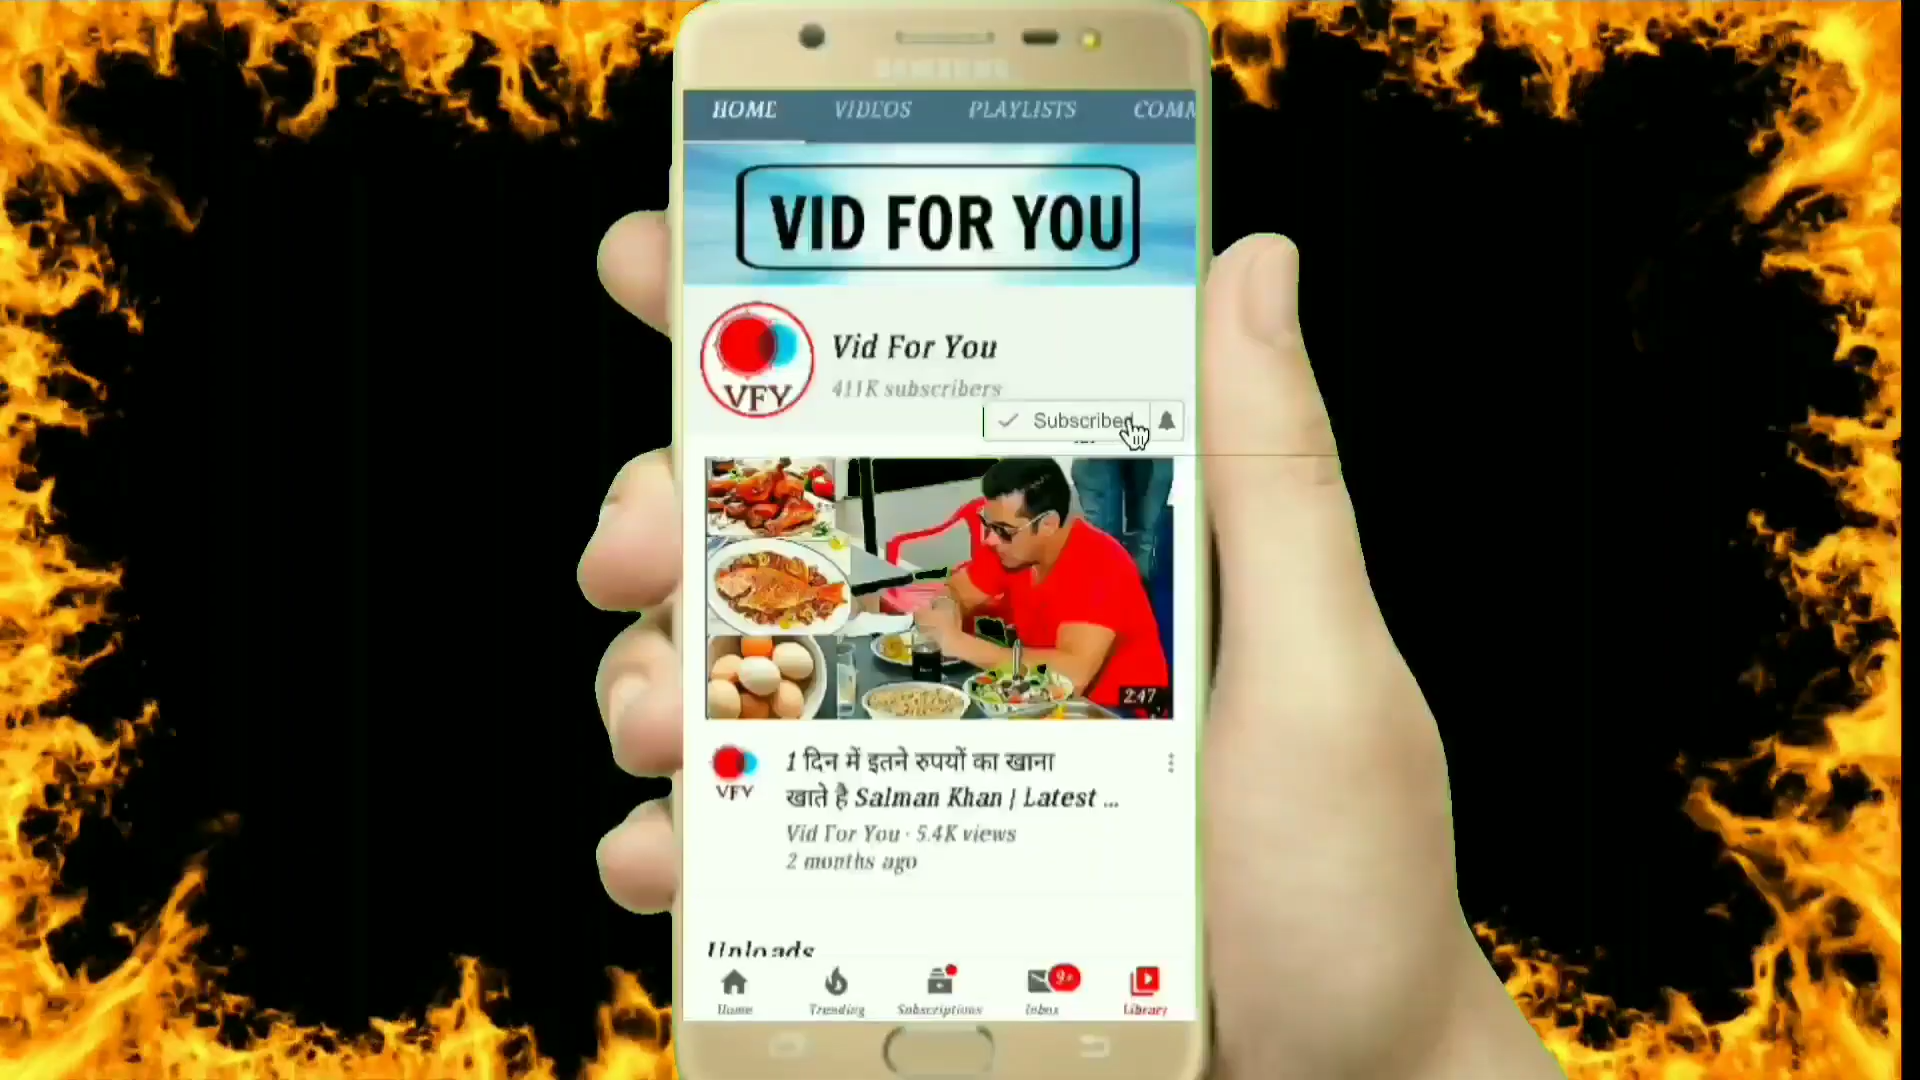 HOME VIDEOS PLAYLISTS COMM
VID FOR YOU
VFY
Vid For You
411K subscribers
Subscribed
2:47
VFY
1 दिन में इतने रुपयों का खाना
खाते है Salman Khan | Latest ...
Vid For You · 5.4K views
2 months ago
Uploads
Home Trending Subscriptions Inbox 9+ Library